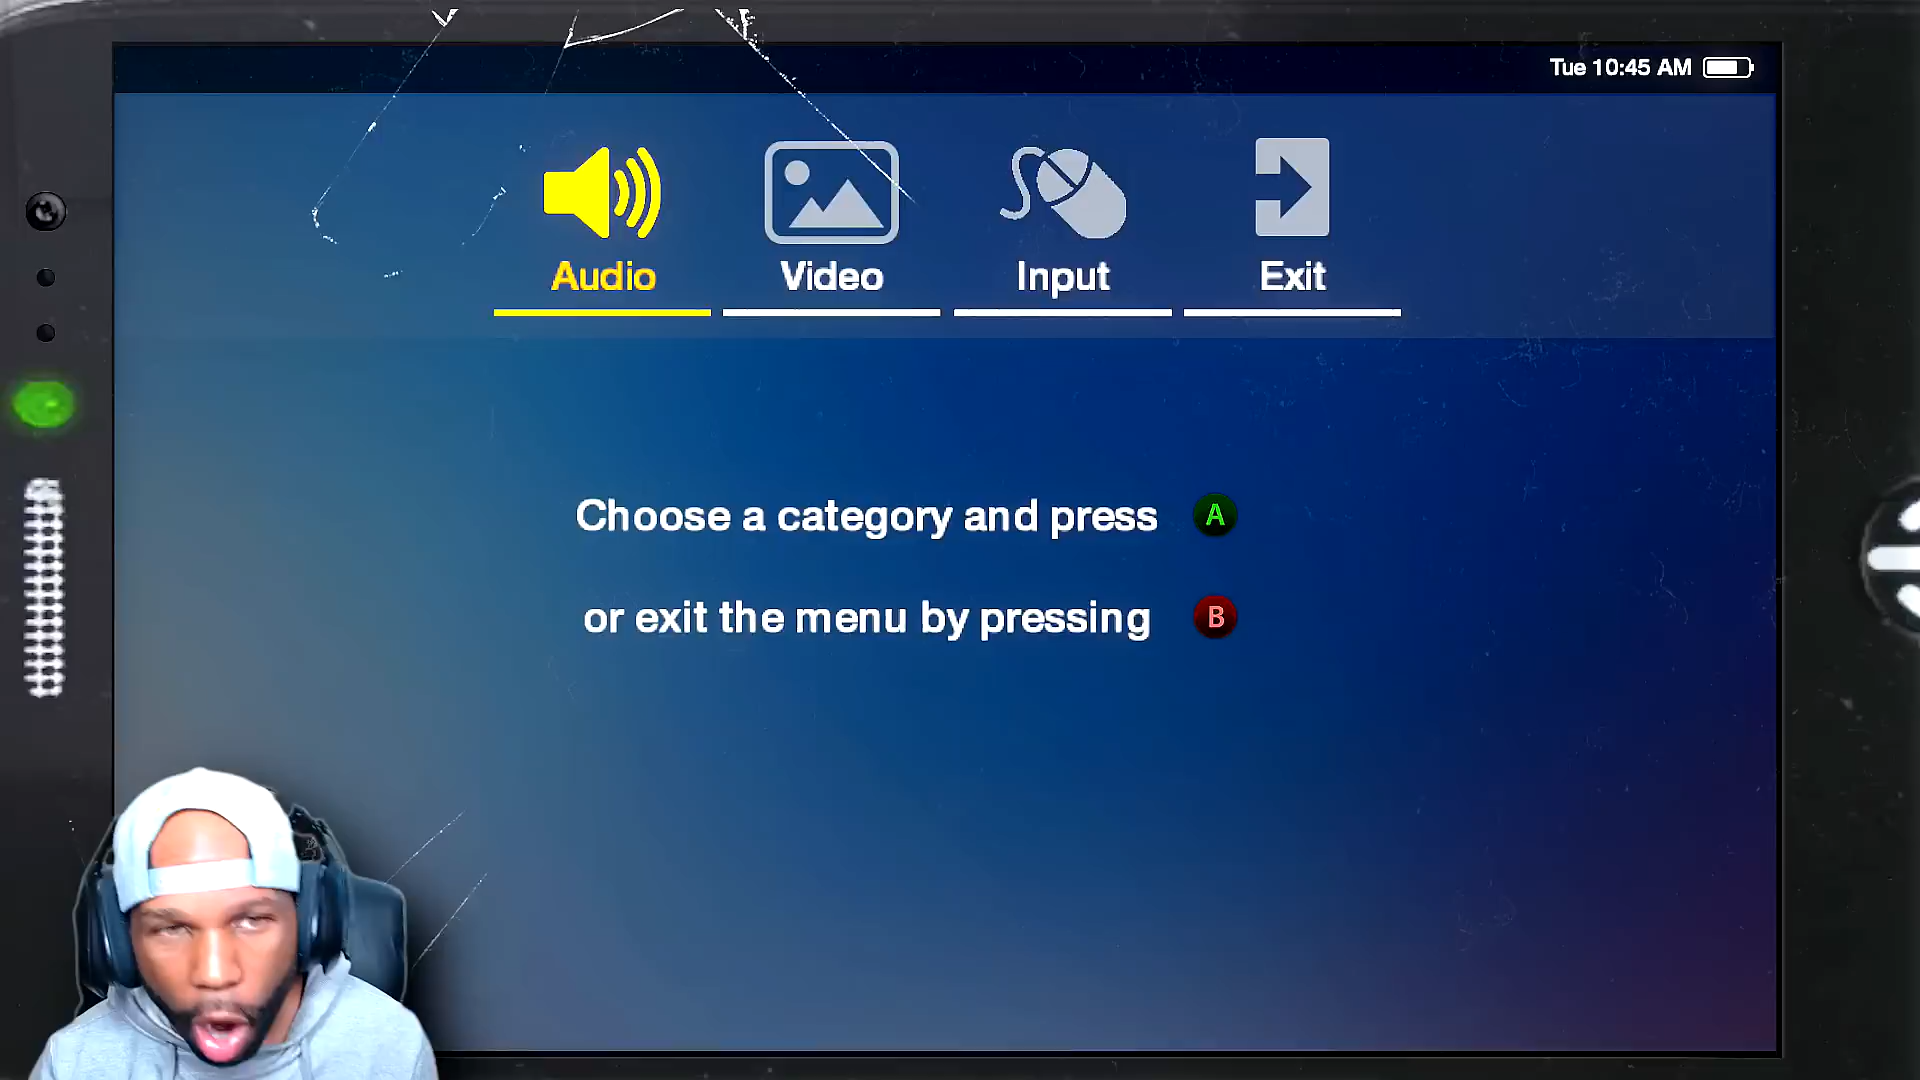 Tue 10:45 AM
Audio Video Input Exit
Choose a category and press A
or exit the menu by pressing B